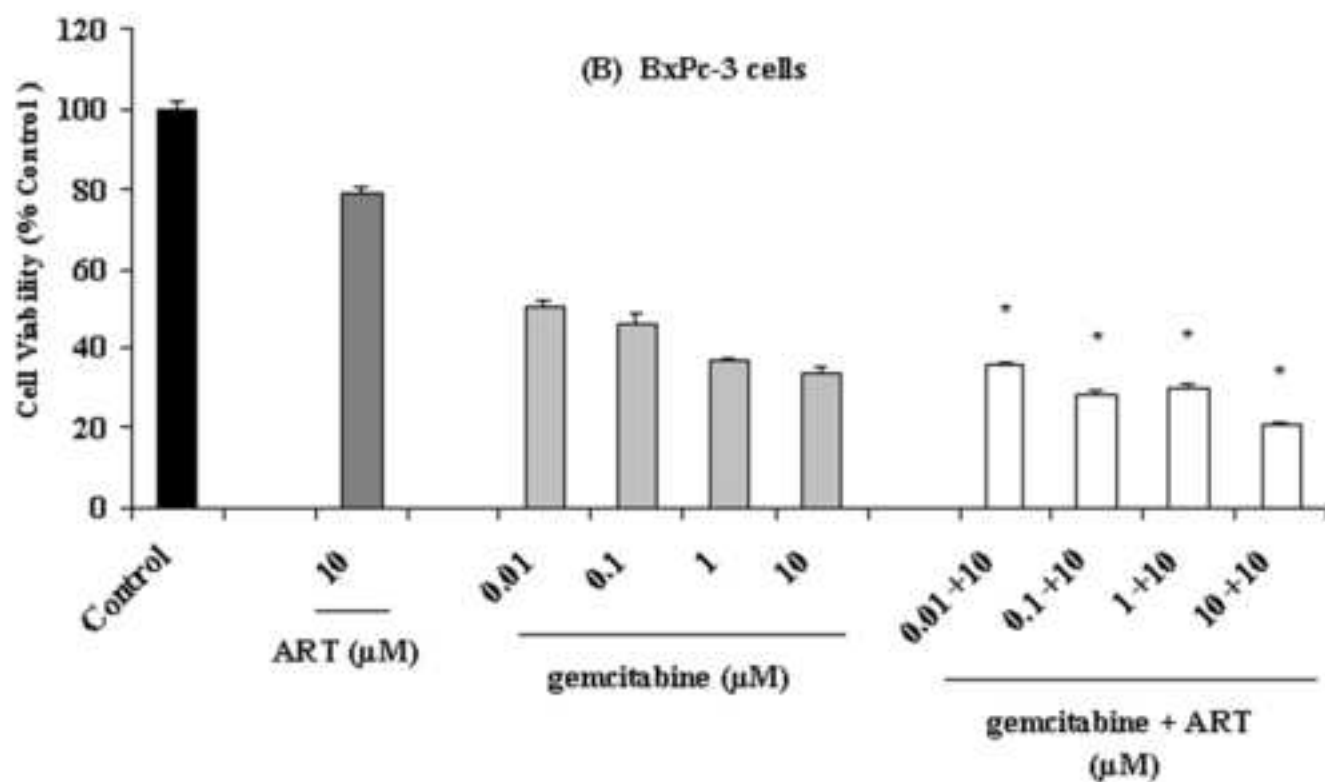 (B) BxPc-3 cells
Cell Viability (% Control )
120
100
80
60
40
20
0
Control
10
0.01
0.1
1
10
0.01 +10
0.1 +10
1 +10
10 +10
*
*
*
*
ART (µM)
gemcitabine (µM)
gemcitabine + ART
(µM)